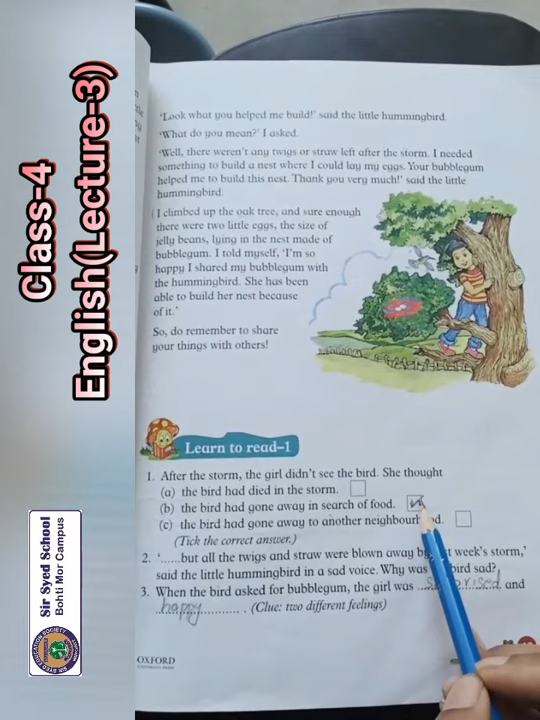 Class-4
English(Lecture-3)
Sir Syed School
Bohti Mor Campus
'Look what you helped me build!' said the little hummingbird.
'What do you mean?' I asked.
'Well, there weren't any twigs or straw left after the storm. I needed
something to build a nest where I could lay my eggs. Your bubblegum
helped me to build this nest. Thank you very much!' said the little
hummingbird.
I climbed up the oak tree, and sure enough
there were two little eggs, the size of
jelly beans, lying in the nest made of
bubblegum. I told myself, 'I'm so
happy I shared my bubblegum with
the hummingbird. She has been
able to build her nest because
of it.'
So, do remember to share
your things with others!
Learn to read–1
1. After the storm, the girl didn't see the bird. She thought
(a) the bird had died in the storm.
(b) the bird had gone away in search of food.
(c) the bird had gone away to another neighbourhood.
(Tick the correct answer.)
2. '......but all the twigs and straw were blown away by last week's storm,'
said the little hummingbird in a sad voice. Why was the bird sad?
3. When the bird asked for bubblegum, the girl was surprised and
happy. (Clue: two different feelings)
OXFORD